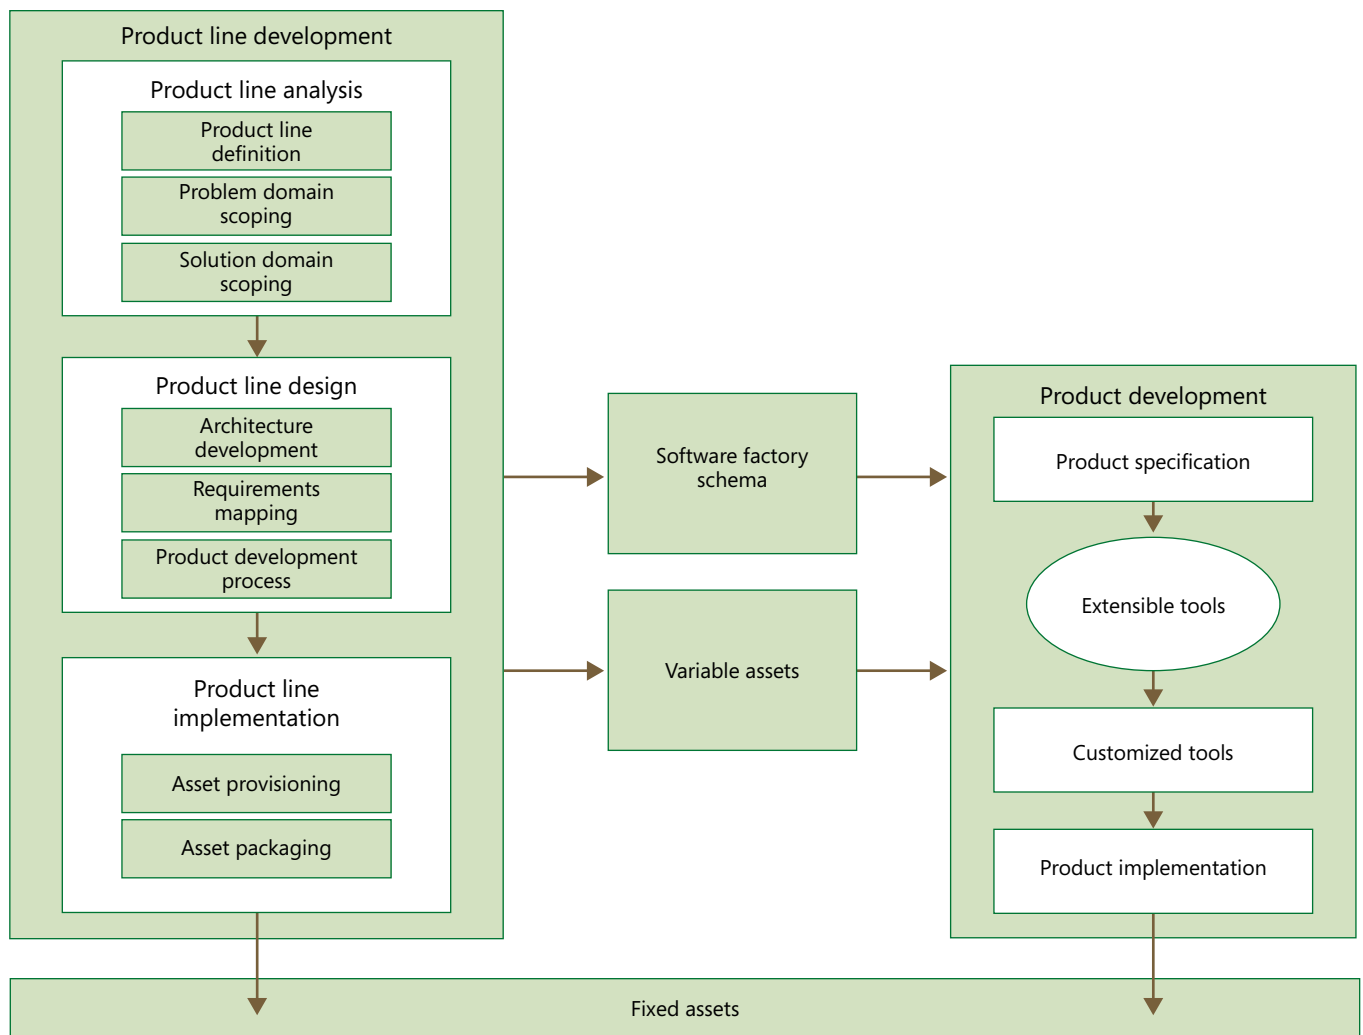 Product line development
Product line analysis
Product line
definition
Problem domain
scoping
Solution domain
scoping
Product line design
Architecture
development
Requirements
mapping
Product development
process
Product line
implementation
Asset provisioning
Asset packaging
Software factory
schema
Variable assets
Product development
Product specification
Extensible tools
Customized tools
Product implementation
Fixed assets